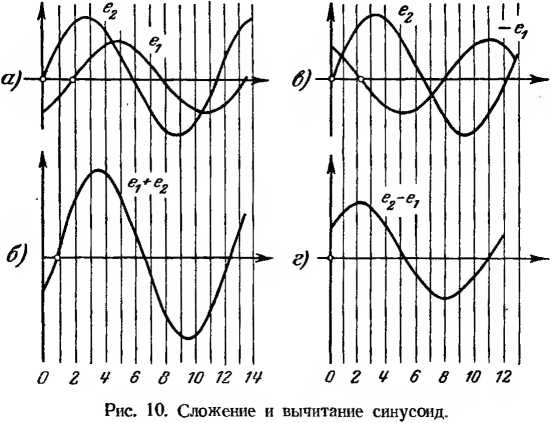 а)
e₂
e₁
в)
e₂
−e₁
б)
e₁+e₂
г)
e₂−e₁
0 2 4 6 8 10 12 14
0 2 4 6 8 10 12
Рис. 10. Сложение и вычитание синусоид.